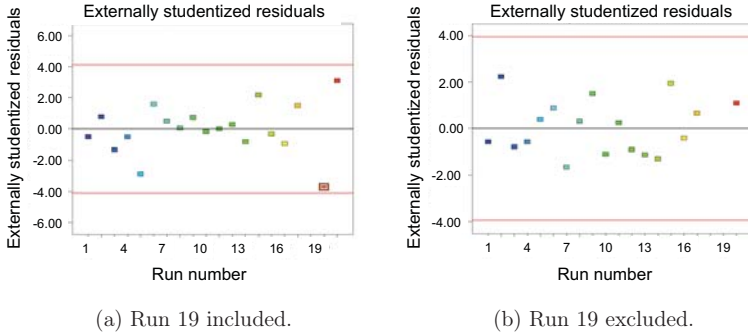 Externally studentized residuals
Externally studentized residuals
6.00
4.00
2.00
0.00
-2.00
-4.00
-6.00
1 4 7 10 13 16 19
Run number
(a) Run 19 included.
Externally studentized residuals
Externally studentized residuals
4.00
2.00
0.00
-2.00
-4.00
1 4 7 10 13 16 19
Run number
(b) Run 19 excluded.